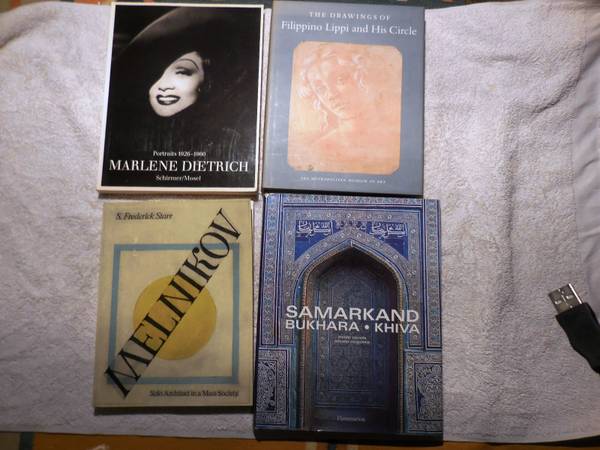 Portraits 1926-1960
MARLENE DIETRICH
Schirmer/Mosel
THE DRAWINGS OF
Filippino Lippi and His Circle
THE METROPOLITAN MUSEUM OF ART
S. Frederick Starr
MELNIKOV
Solo Architect in a Mass Society
SAMARKAND
BUKHARA • KHIVA
Flammarion